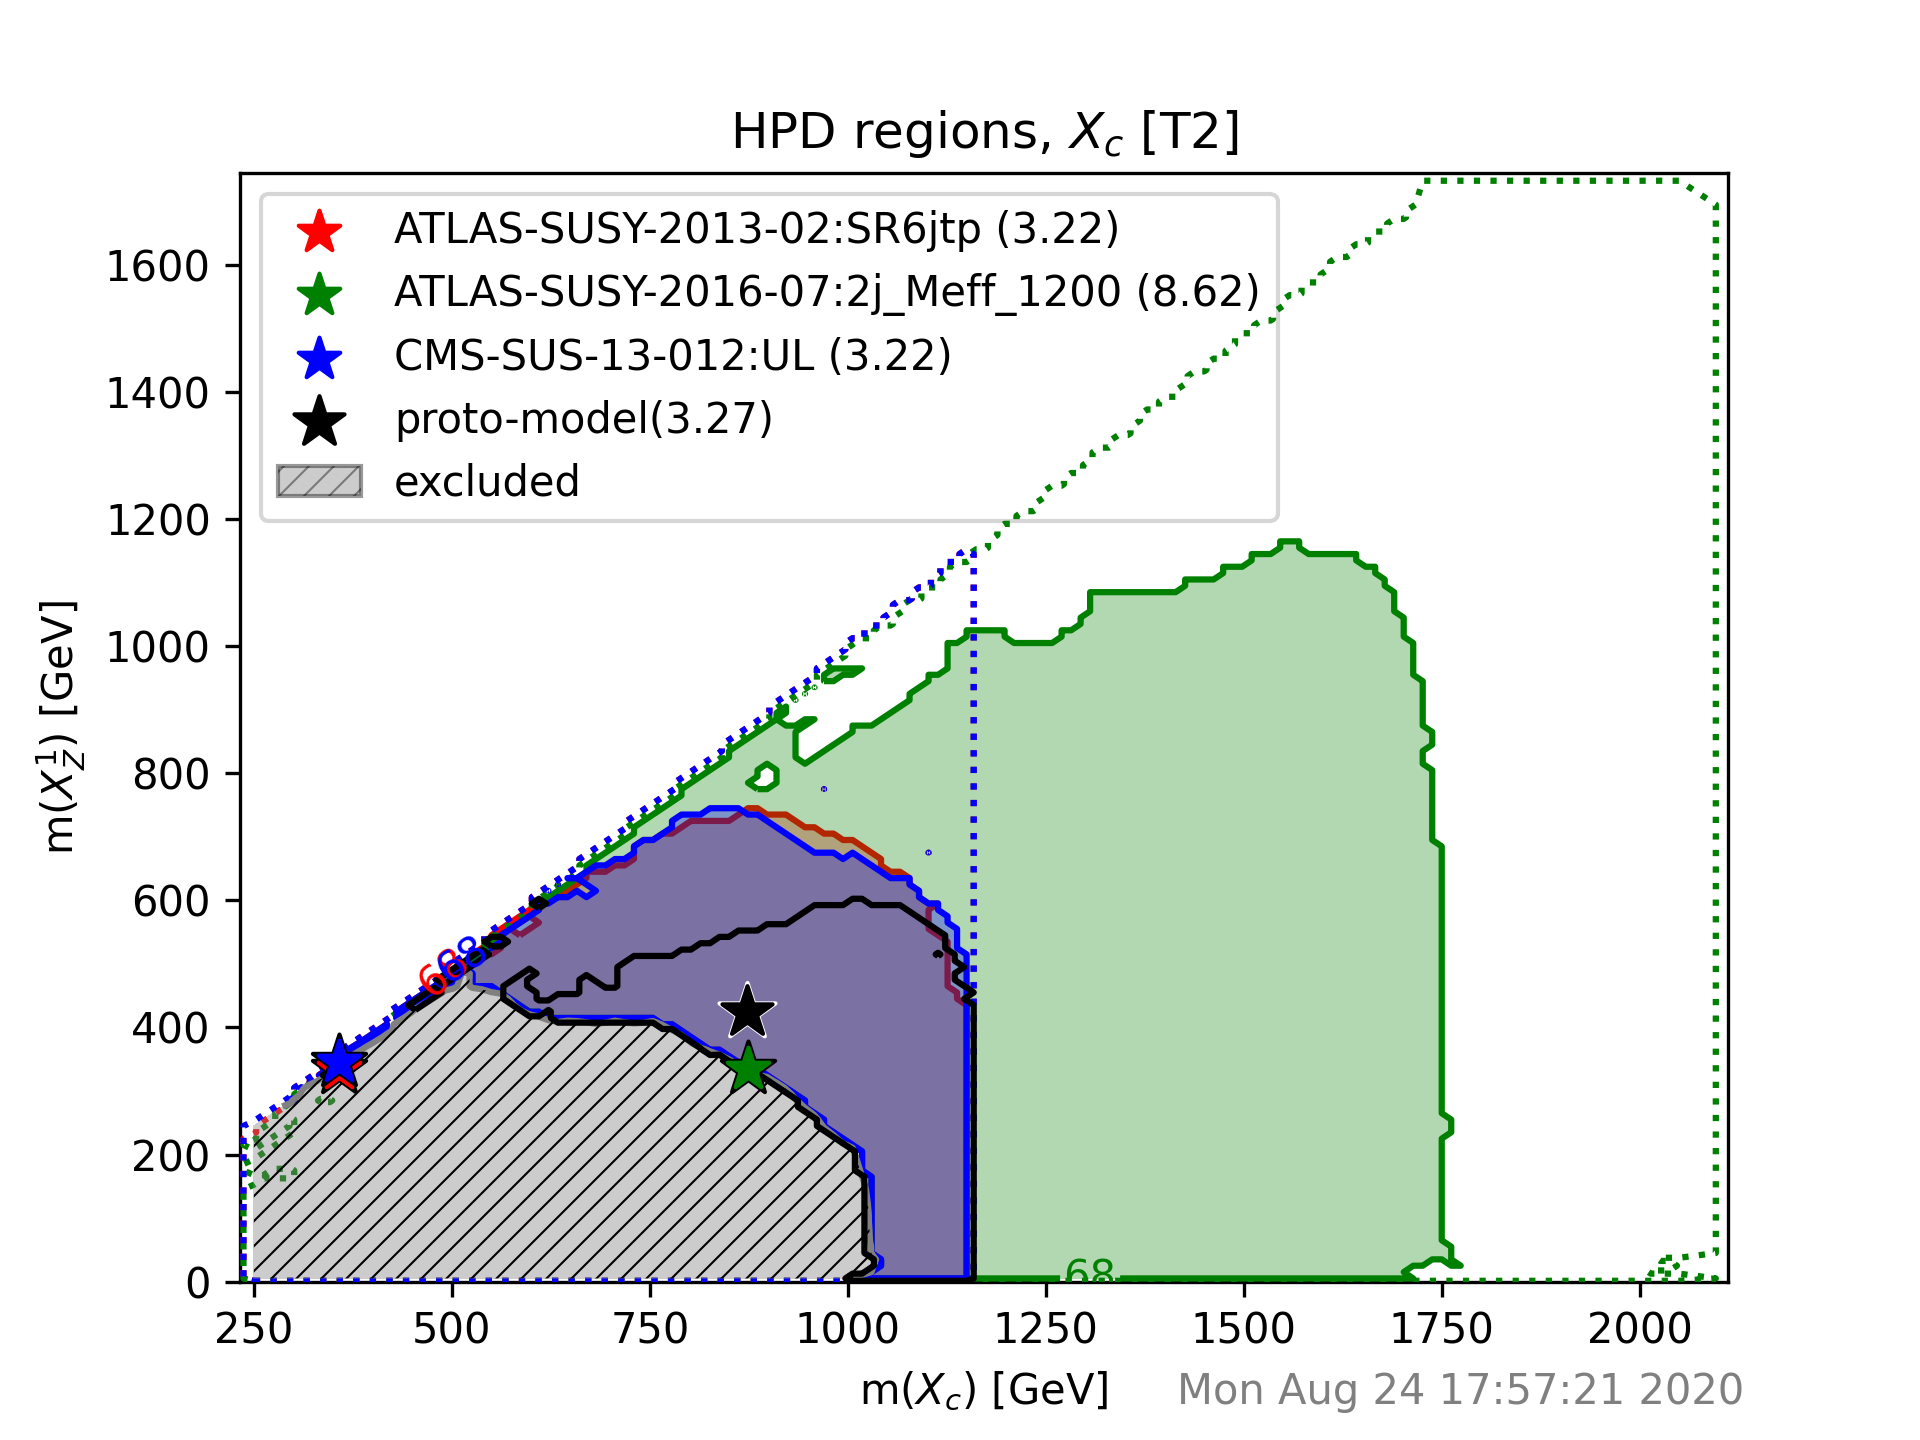 HPD regions, X_c [T2]
ATLAS-SUSY-2013-02:SR6jtp (3.22)
ATLAS-SUSY-2016-07:2j_Meff_1200 (8.62)
CMS-SUS-13-012:UL (3.22)
proto-model(3.27)
excluded
m(X_Z^1) [GeV]
1600
1400
1200
1000
800
600
400
200
0
68
250
500
750
1000
1250
1500
1750
2000
m(X_c) [GeV]
Mon Aug 24 17:57:21 2020